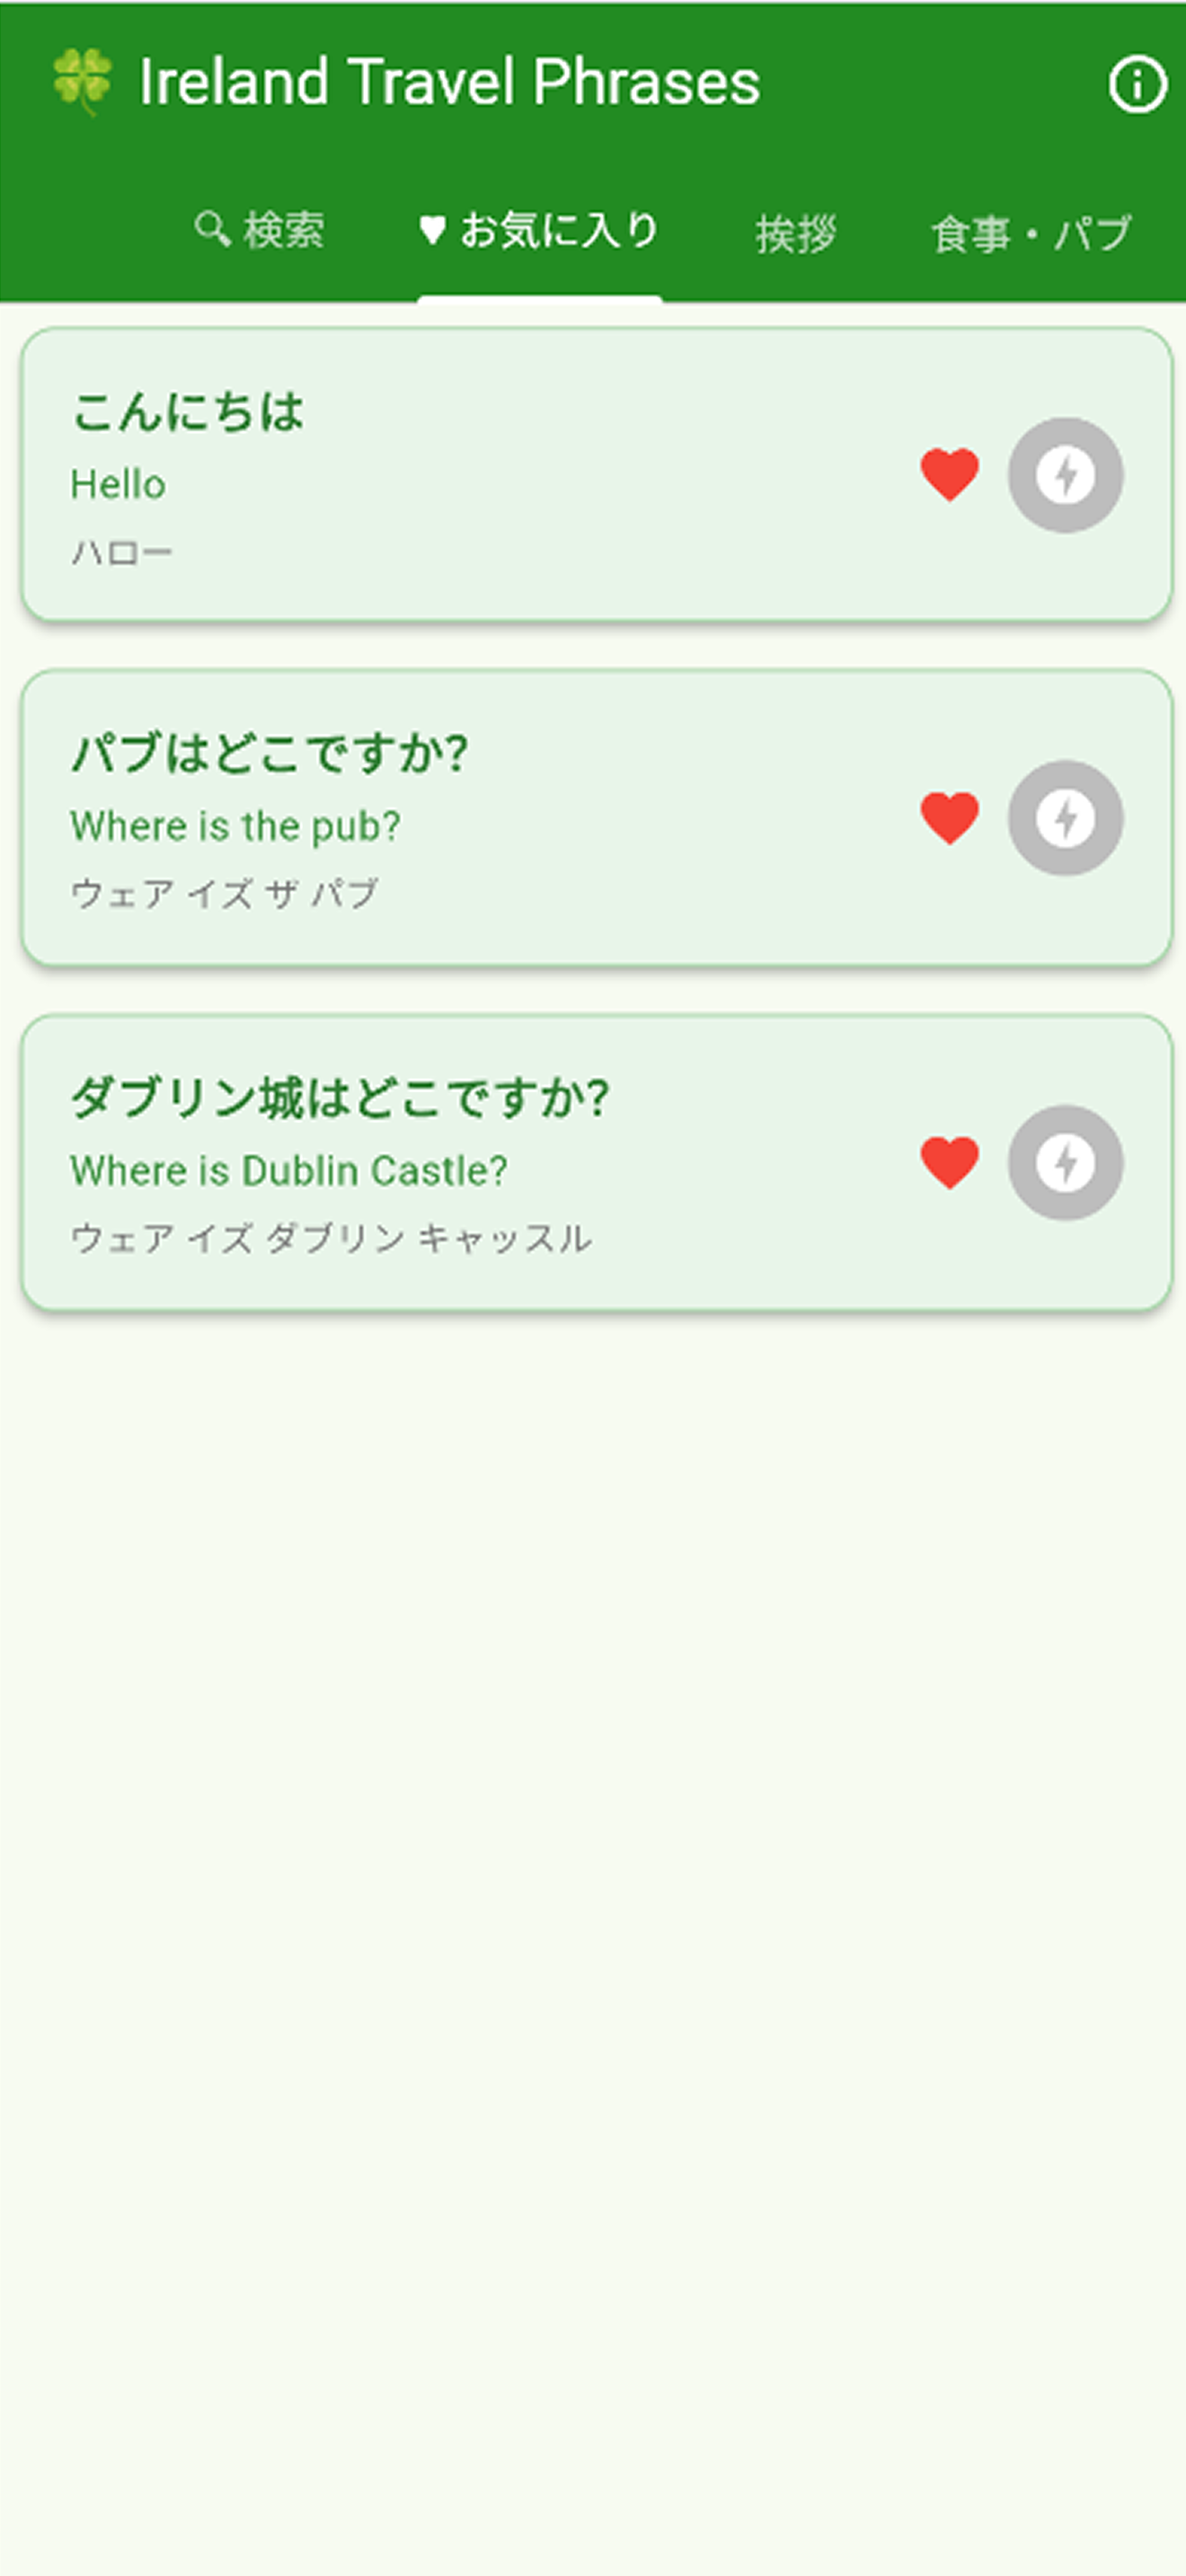 🍀 Ireland Travel Phrases
🔍 検索 ♥ お気に入り 挨拶 食事・パブ
こんにちは
Hello
ハロー
パブはどこですか?
Where is the pub?
ウェア イズ ザ パブ
ダブリン城はどこですか?
Where is Dublin Castle?
ウェア イズ ダブリン キャッスル